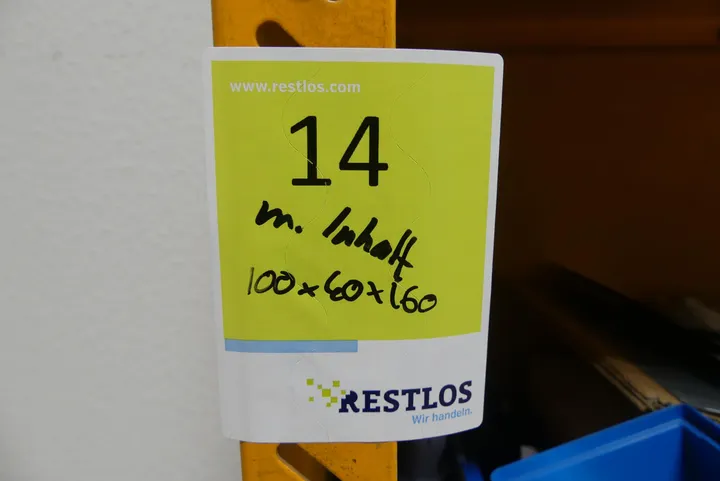 www.restlos.com
14
m. Inhalt
100x60x160
RESTLOS
Wir handeln.